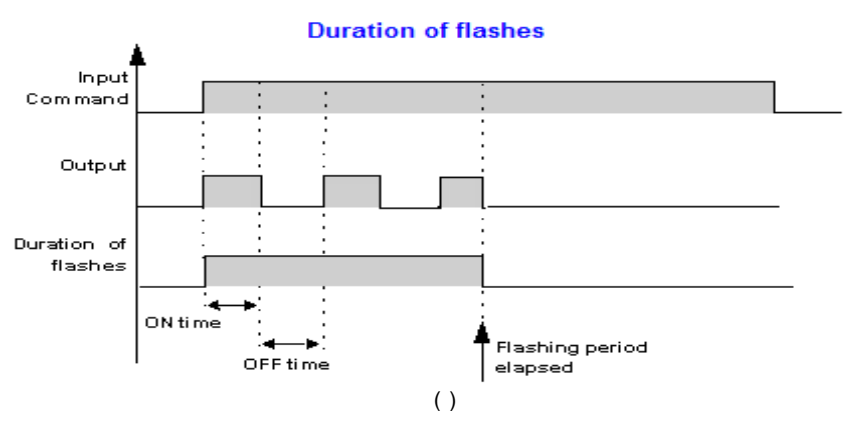 Duration of flashes
Input
Command
Output
Duration of
flashes
ON time
OFF time
Flashing period
elapsed
( )